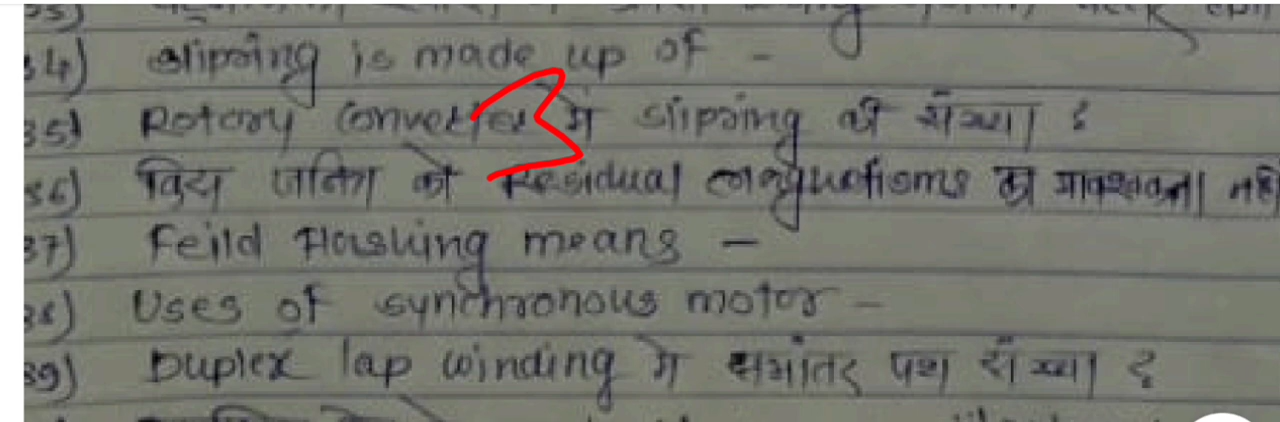 34) slipring is made up of -
35) Rotary Converter में slipring की सँख्या ?
36) किस जनित्र को Residual magnetisms की आवश्यकता नही
37) Feild Flashing means -
38) Uses of synchronous motor -
39) Duplex lap winding में समांतर पथ सँख्या ?